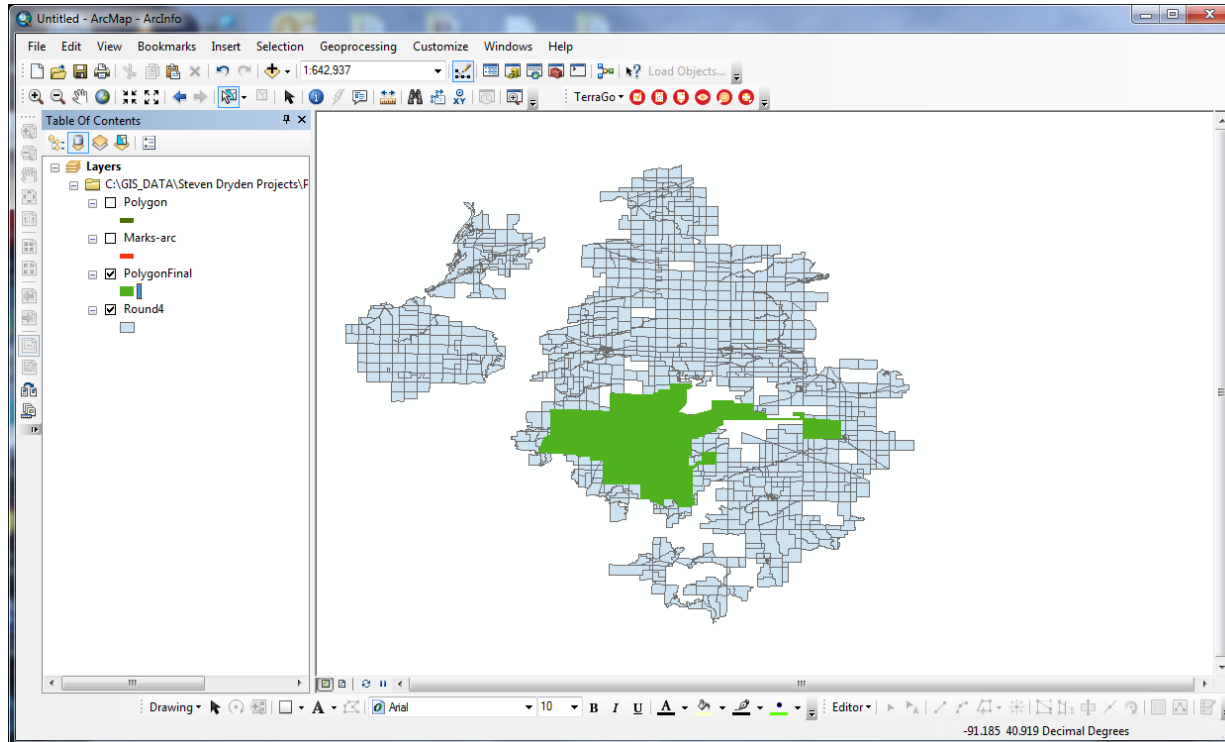 Untitled - ArcMap - ArcInfo
File Edit View Bookmarks Insert Selection Geoprocessing Customize Windows Help
1:642,937 Load Objects...
TerraGo
Table Of Contents
Layers
C:\GIS_DATA\Steven Dryden Projects\P
Polygon
Marks-arc
PolygonFinal
Round4
Drawing A Arial 10 B I U A Editor
-91.185 40.919 Decimal Degrees